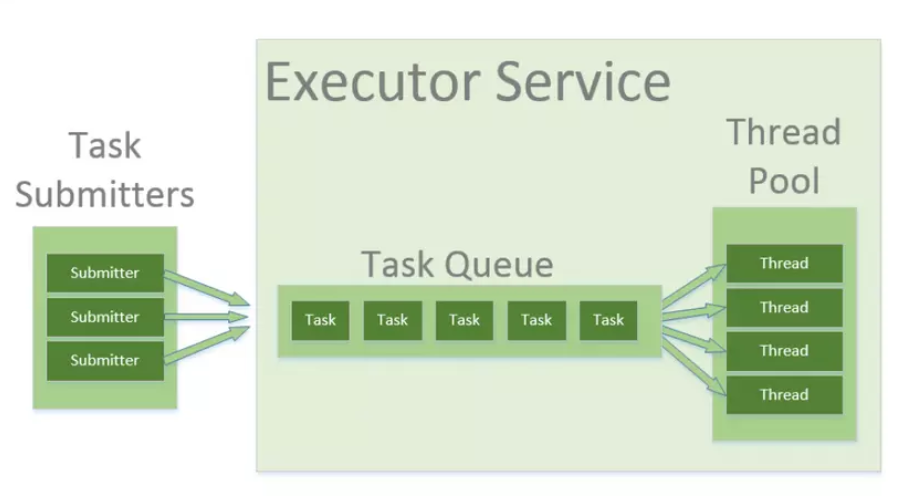 Executor Service
Task
Submitters
Submitter
Submitter
Submitter
Task Queue
Task Task Task Task Task
Thread
Pool
Thread
Thread
Thread
Thread